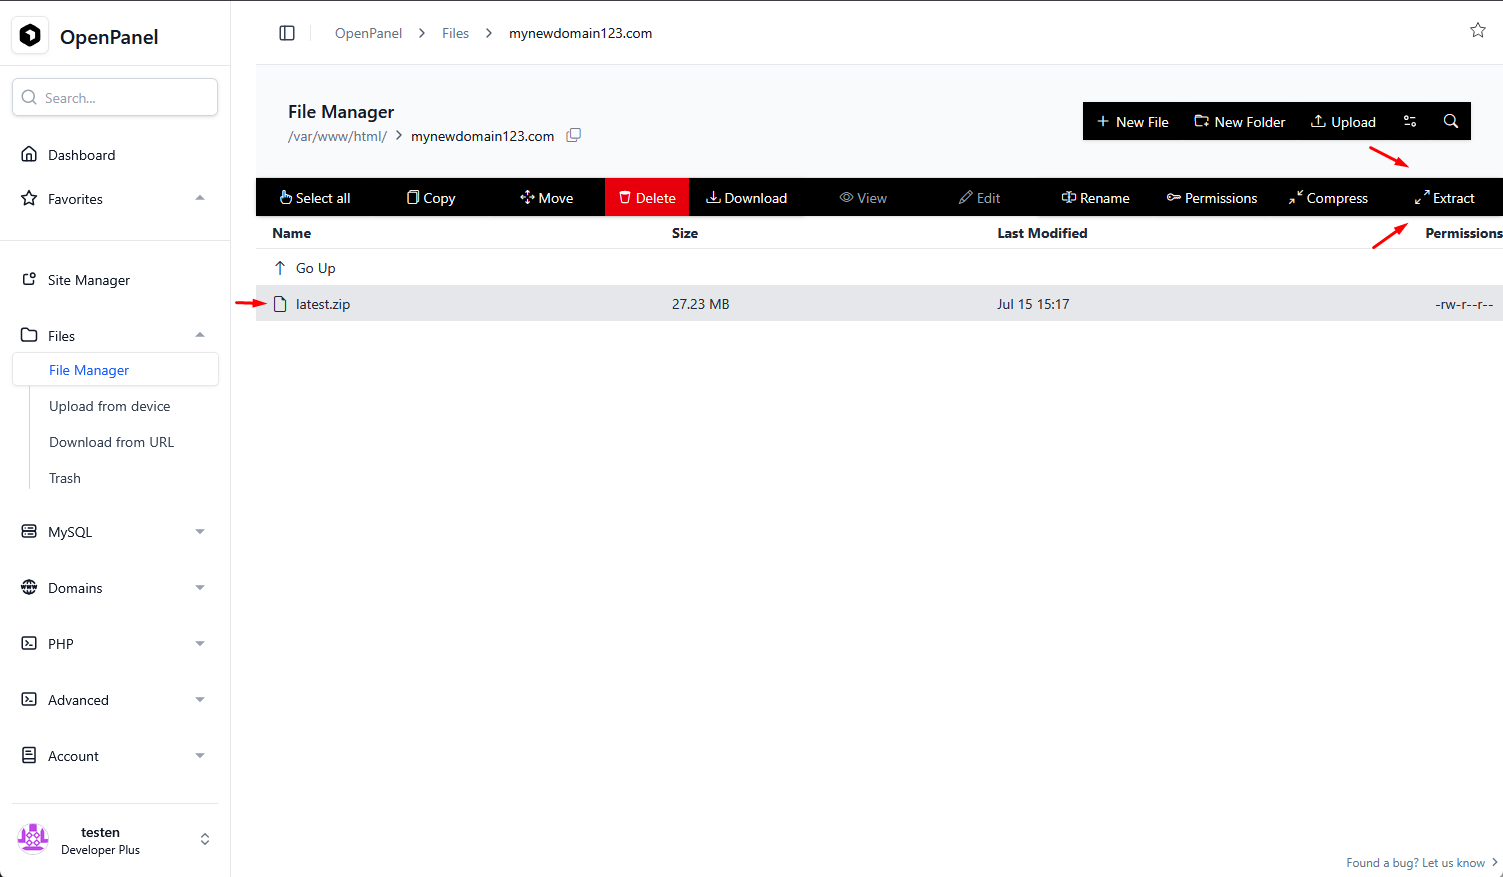 OpenPanel
Search...
Dashboard
Favorites
Site Manager
Files
File Manager
Upload from device
Download from URL
Trash
MySQL
Domains
PHP
Advanced
Account
testen
Developer Plus
OpenPanel > Files > mynewdomain123.com
File Manager
/var/www/html/ > mynewdomain123.com
New File New Folder Upload
Select all Copy Move Delete Download View Edit Rename Permissions Compress Extract
Name Size Last Modified Permissions
Go Up
latest.zip 27.23 MB Jul 15 15:17 -rw-r--r--
Found a bug? Let us know >